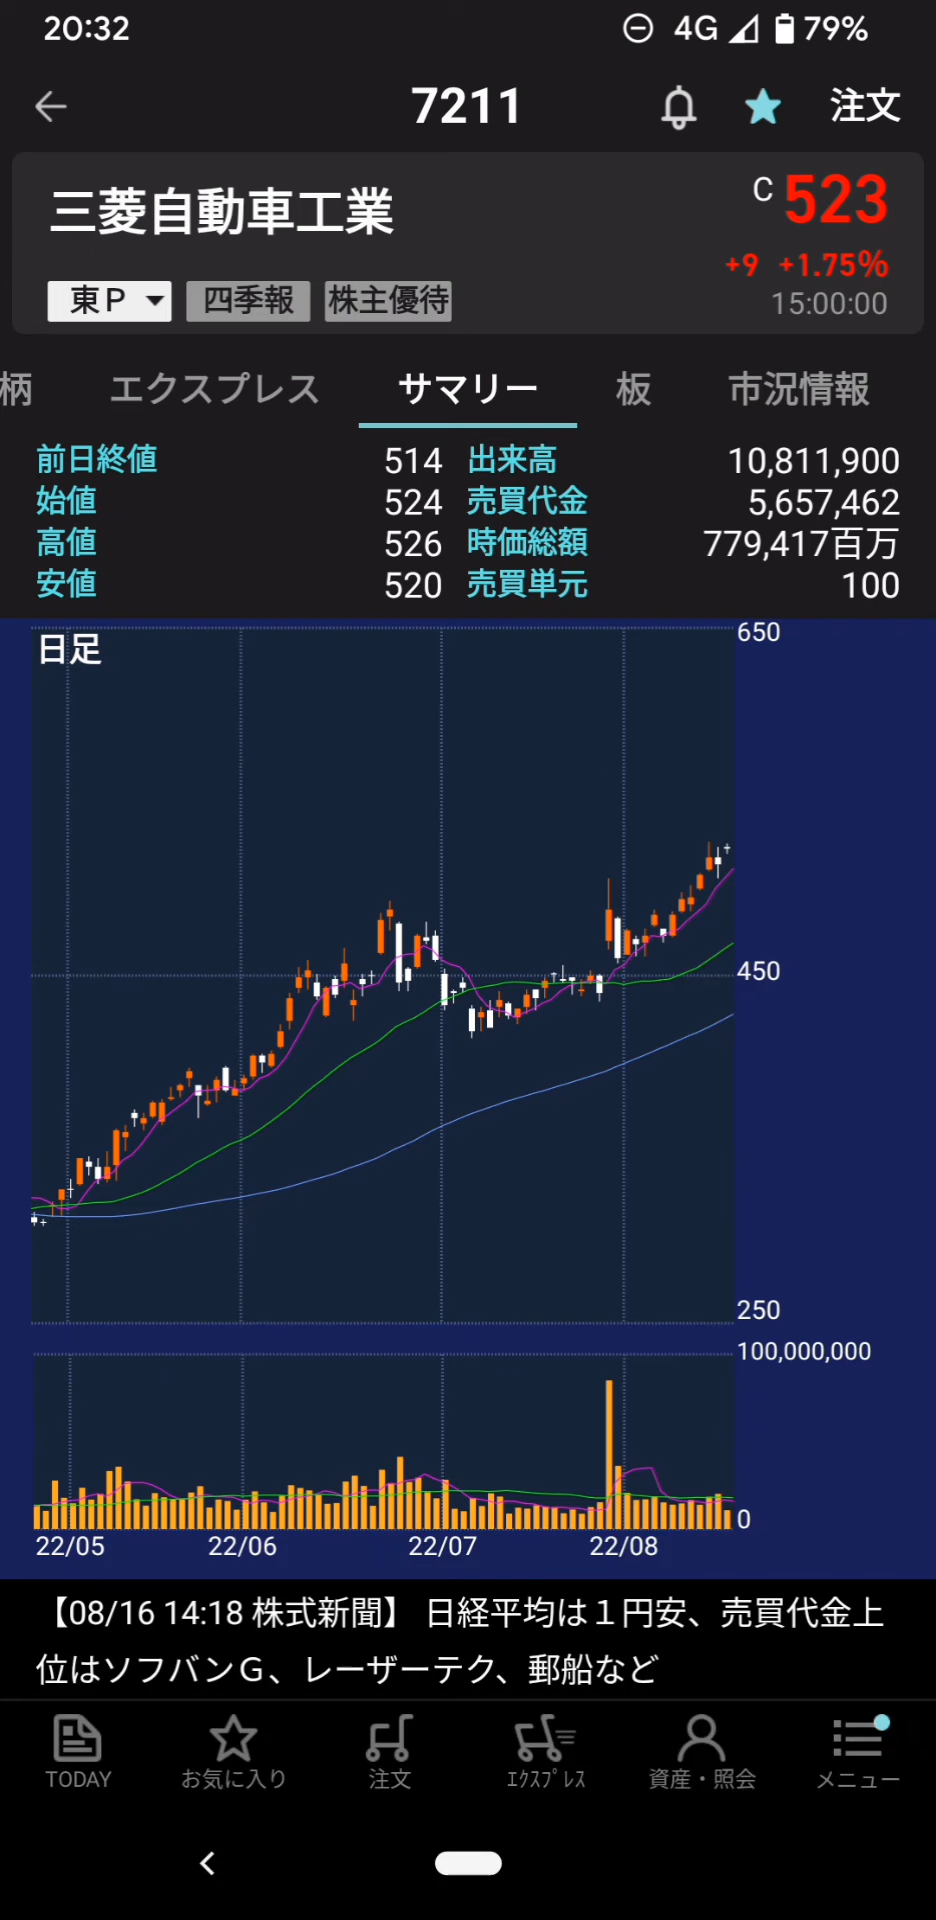 20:32 4G 79%
7211 注文
三菱自動車工業 C 523
+9 +1.75%
東P 四季報 株主優待 15:00:00
柄 エクスプレス サマリー 板 市況情報
前日終値 514 出来高 10,811,900
始値 524 売買代金 5,657,462
高値 526 時価総額 779,417百万
安値 520 売買単元 100
日足
650
450
250
100,000,000
0
22/05 22/06 22/07 22/08
【08/16 14:18 株式新聞】 日経平均は１円安、売買代金上
位はソフバンＧ、レーザーテク、郵船など
TODAY お気に入り 注文 ｴｸｽﾌﾟﾚｽ 資産・照会 メニュー